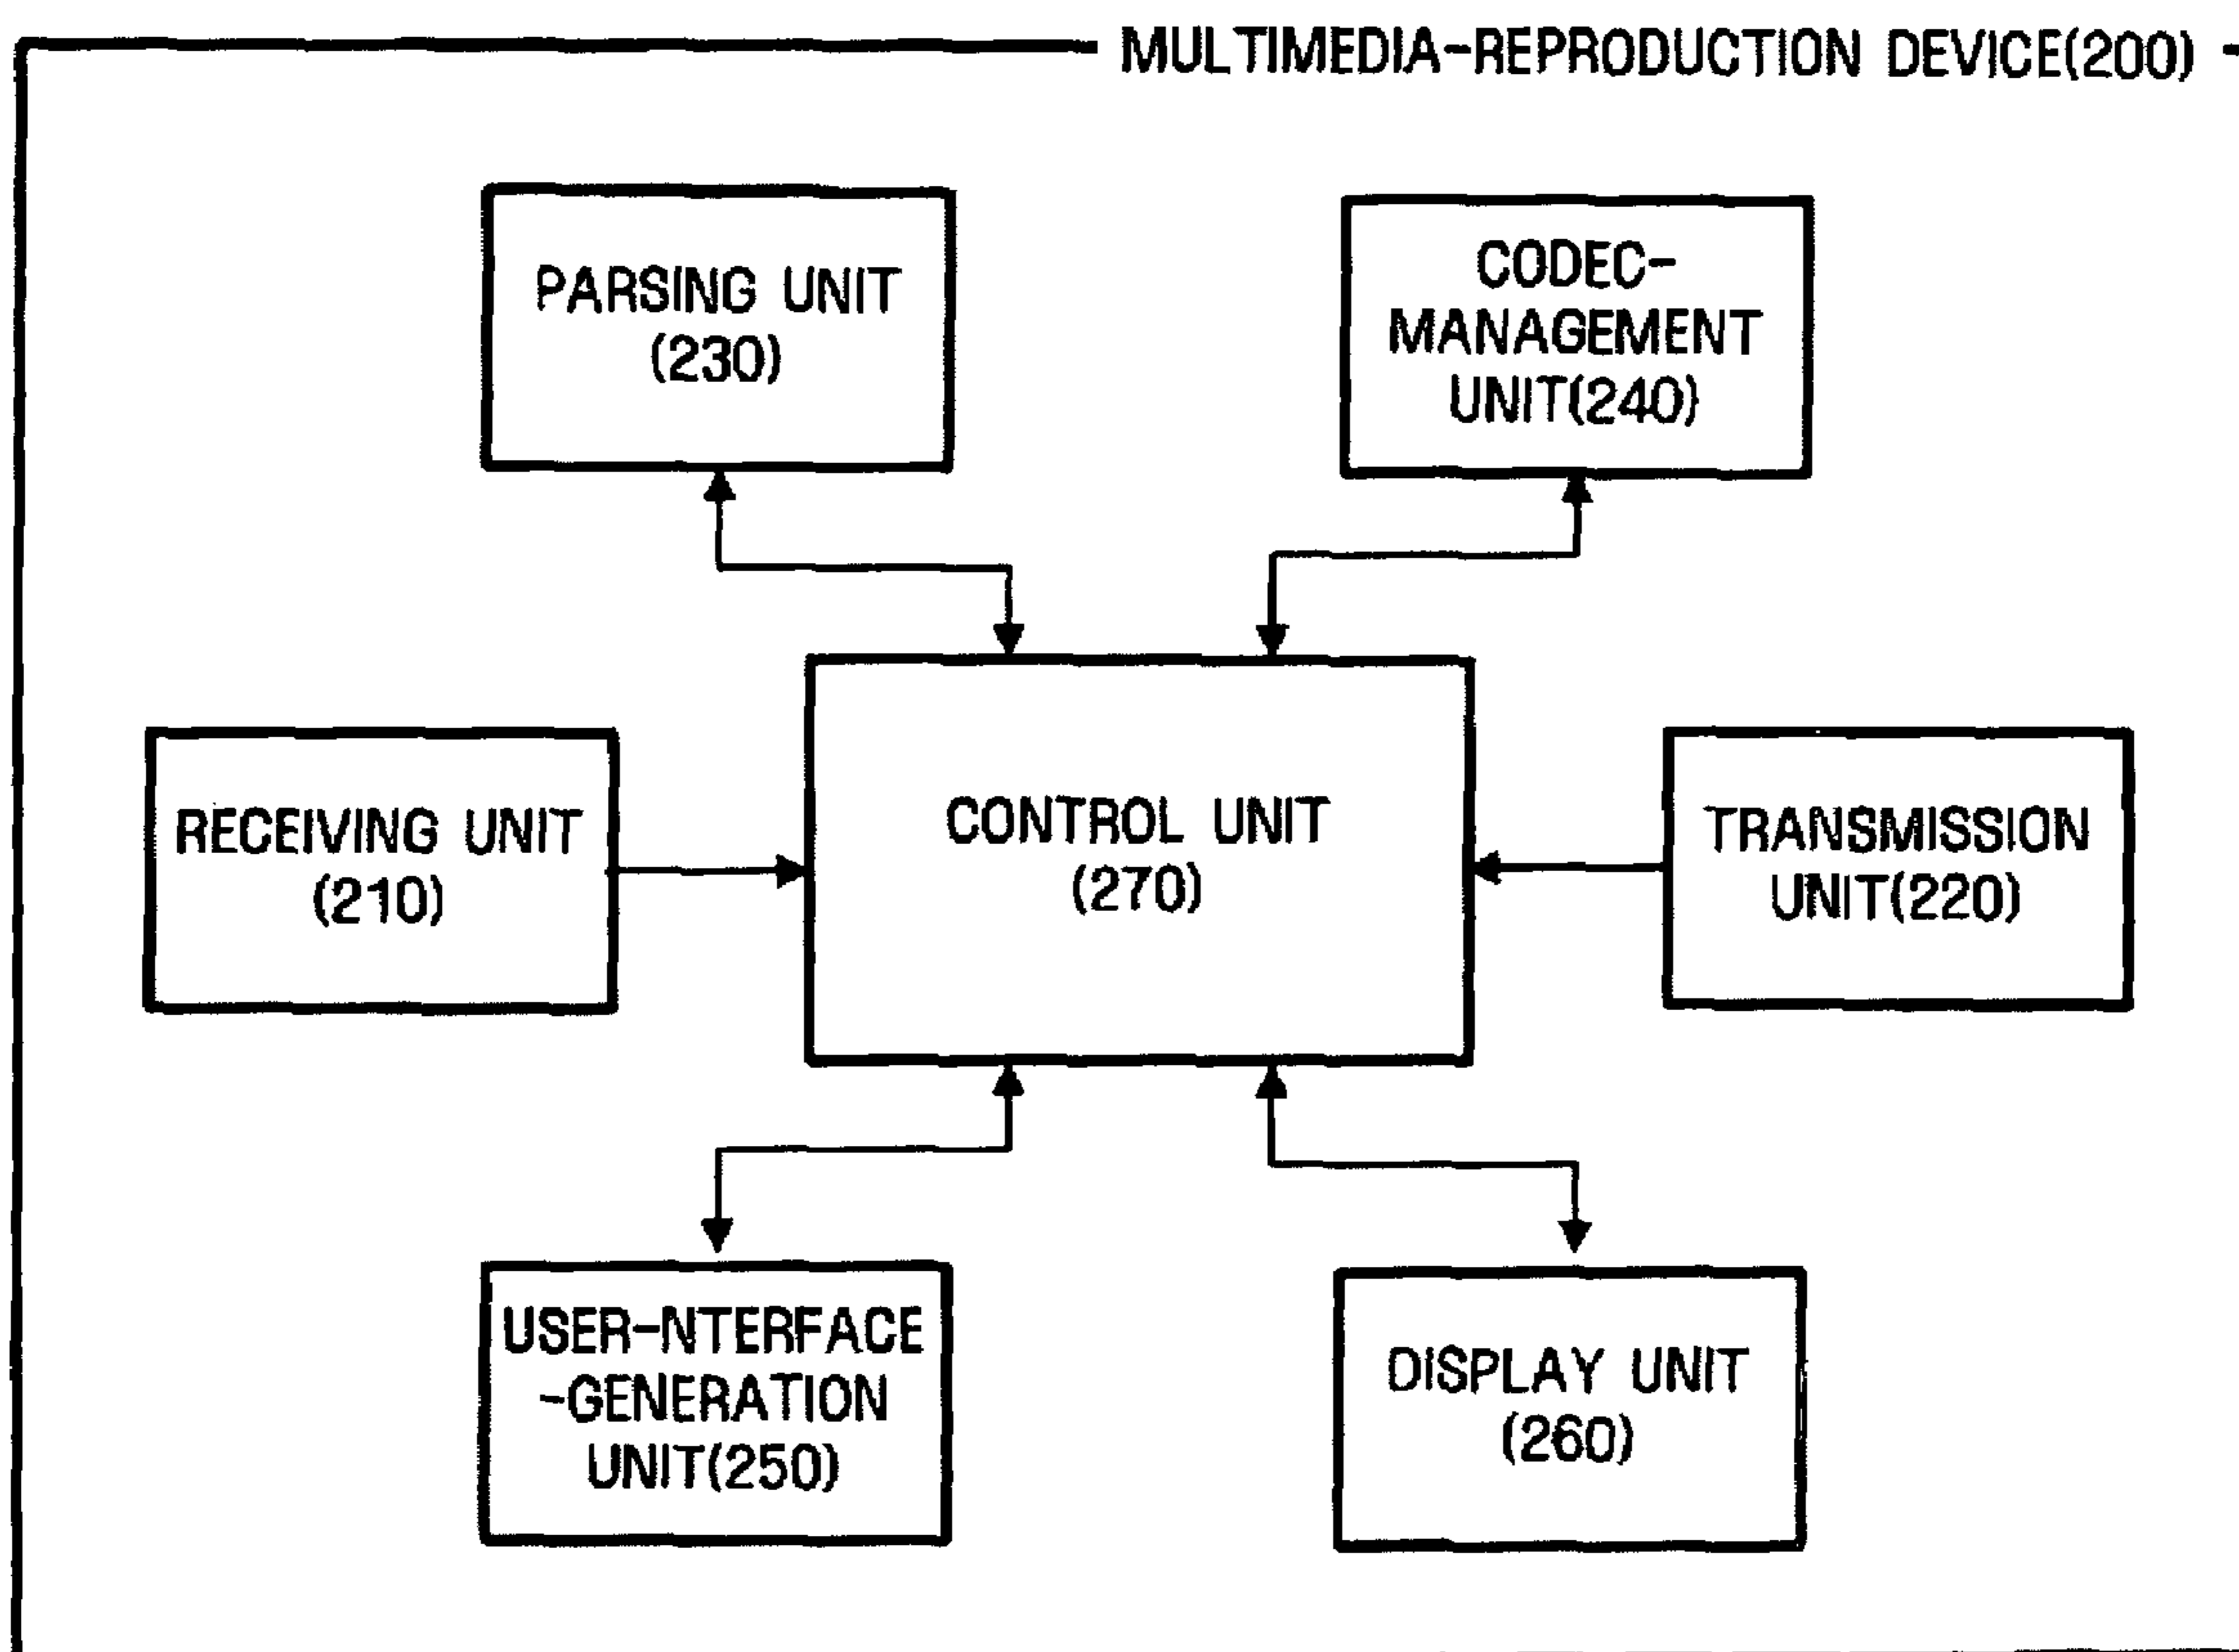 MULTIMEDIA-REPRODUCTION DEVICE(200)
PARSING UNIT
(230)
CODEC-
MANAGEMENT
UNIT(240)
RECEIVING UNIT
(210)
CONTROL UNIT
(270)
TRANSMISSION
UNIT(220)
USER-NTERFACE
-GENERATION
UNIT(250)
DISPLAY UNIT
(260)